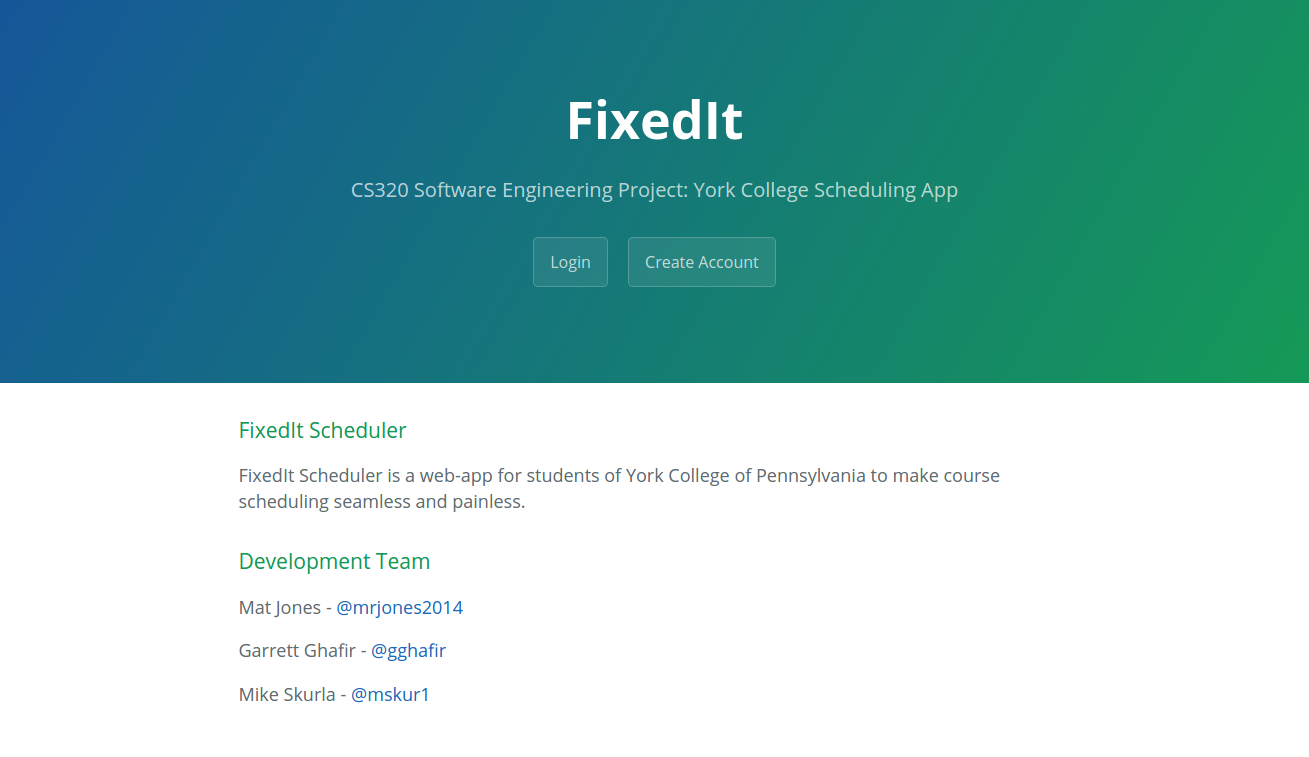 FixedIt
CS320 Software Engineering Project: York College Scheduling App
Login
Create Account
FixedIt Scheduler
FixedIt Scheduler is a web-app for students of York College of Pennsylvania to make course
scheduling seamless and painless.
Development Team
Mat Jones - @mrjones2014
Garrett Ghafir - @gghafir
Mike Skurla - @mskur1